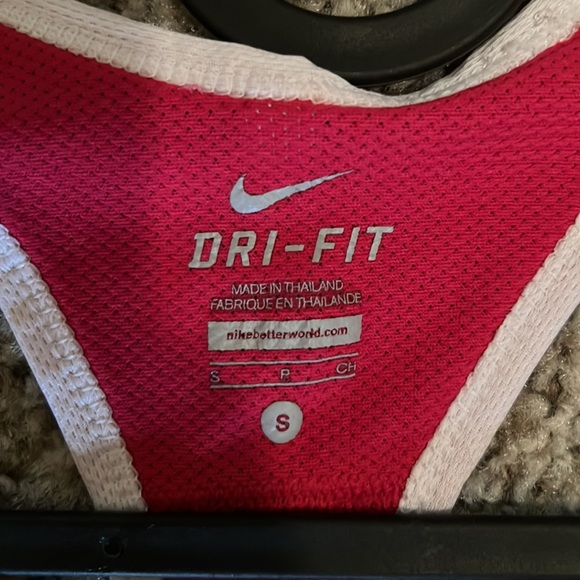 DRI-FIT
MADE IN THAILAND
FABRIQUE EN THAILANDE
nikebetterworld.com
S P CH
S